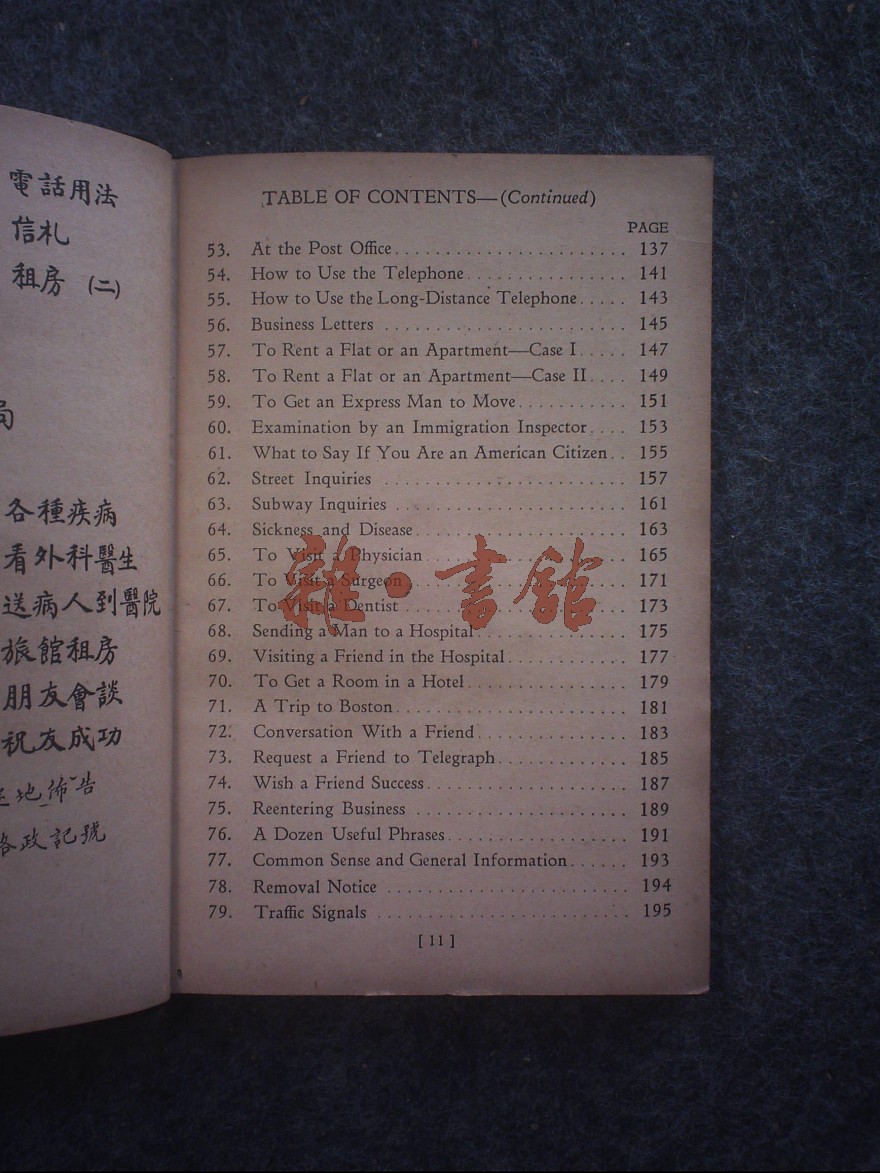 電話用法
信札
租房 (二)
局
各種疾病
看外科醫生
送病人到醫院
旅館租房
朋友會談
祝友成功
地佈告
政記號
TABLE OF CONTENTS—(Continued)
PAGE
53. At the Post Office 137
54. How to Use the Telephone 141
55. How to Use the Long-Distance Telephone 143
56. Business Letters 145
57. To Rent a Flat or an Apartment—Case I 147
58. To Rent a Flat or an Apartment—Case II 149
59. To Get an Express Man to Move 151
60. Examination by an Immigration Inspector 153
61. What to Say If You Are an American Citizen 155
62. Street Inquiries 157
63. Subway Inquiries 161
64. Sickness and Disease 163
65. To Visit a Physician 165
66. To Visit a Surgeon 171
67. To Visit a Dentist 173
68. Sending a Man to a Hospital 175
69. Visiting a Friend in the Hospital 177
70. To Get a Room in a Hotel 179
71. A Trip to Boston 181
72. Conversation With a Friend 183
73. Request a Friend to Telegraph 185
74. Wish a Friend Success 187
75. Reentering Business 189
76. A Dozen Useful Phrases 191
77. Common Sense and General Information 193
78. Removal Notice 194
79. Traffic Signals 195
[ 11 ]
雜·書館